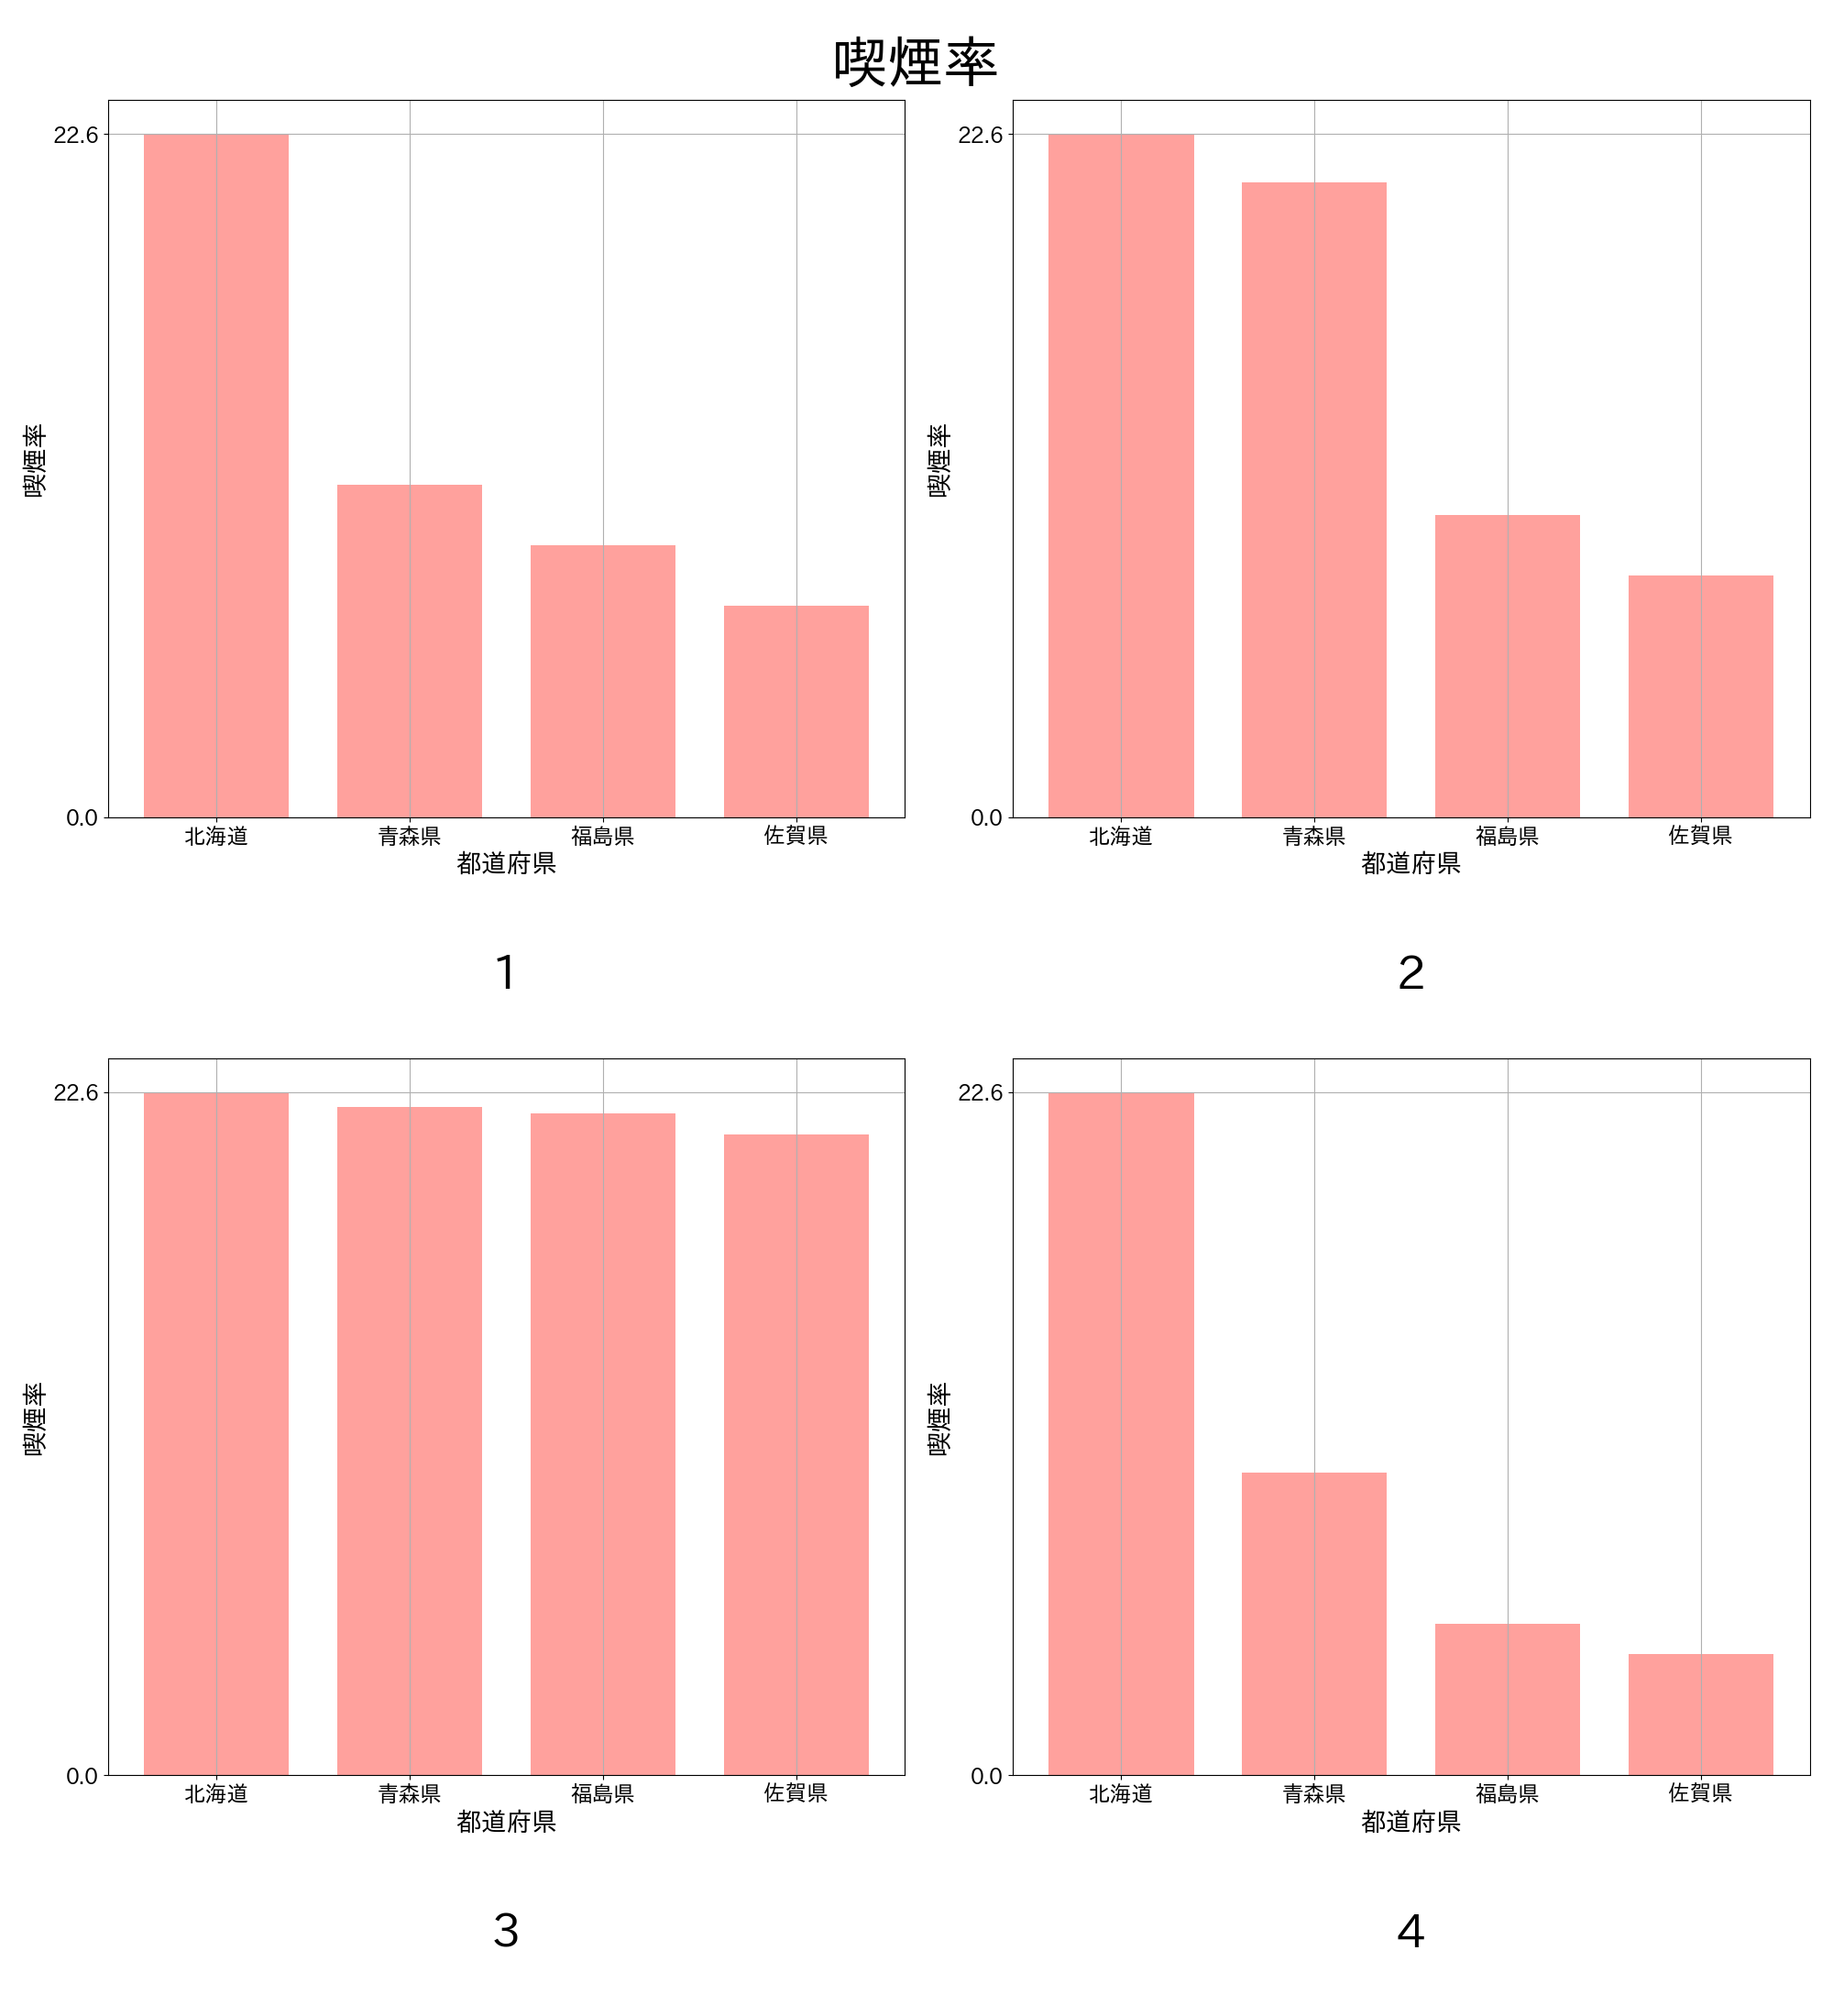 喫煙率
22.6
0.0
喫煙率
北海道 青森県 福島県 佐賀県
都道府県
1
22.6
0.0
喫煙率
北海道 青森県 福島県 佐賀県
都道府県
2
22.6
0.0
喫煙率
北海道 青森県 福島県 佐賀県
都道府県
3
22.6
0.0
喫煙率
北海道 青森県 福島県 佐賀県
都道府県
4